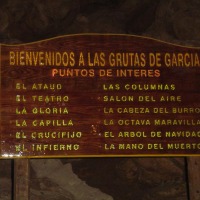 BIENVENIDOS A LAS GRUTAS DE GARCIA
PUNTOS DE INTERES
EL ATAUD
EL TEATRO
LA GLORIA
LA CAPILLA
EL CRUCIFIJO
EL INFIERNO
LAS COLUMNAS
SALON DEL AIRE
LA CABEZA DEL BURRO
LA OCTAVA MARAVILLA
EL ARBOL DE NAVIDAD
LA MANO DEL MUERTO